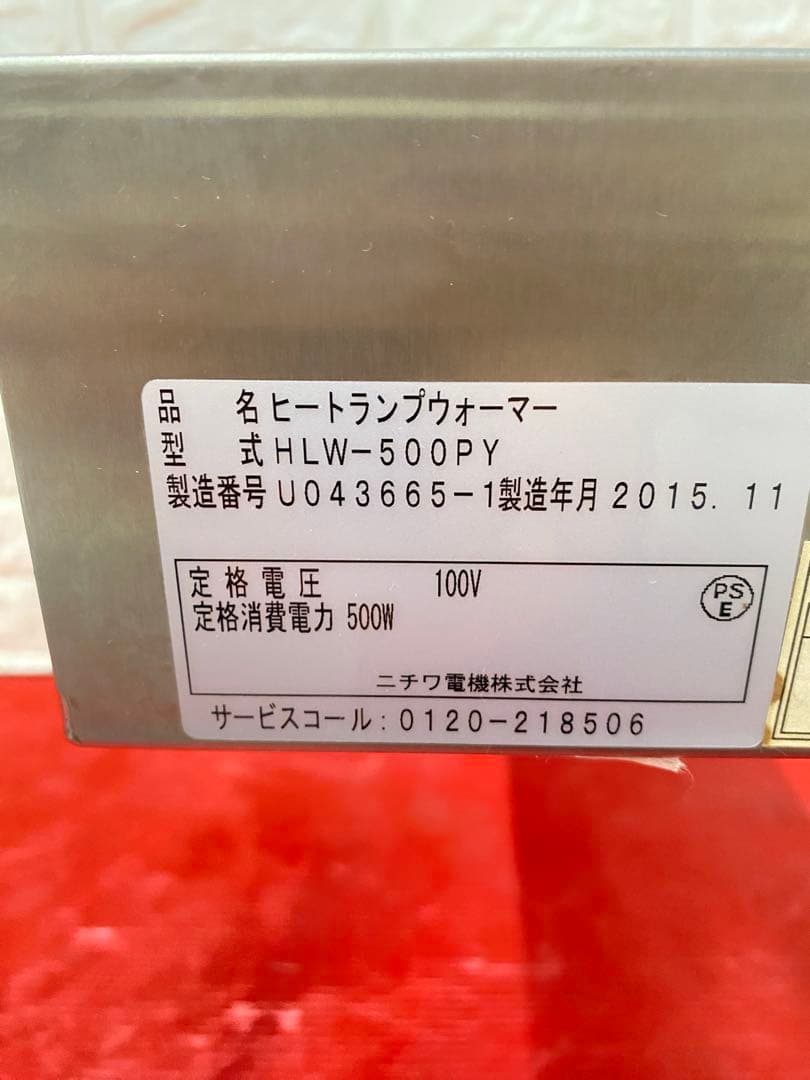 品 名 ヒートランプウォーマー
型 式 HLW-500PY
製造番号 U043665-1 製造年月 2015. 11
定格電圧 100V
定格消費電力 500W
PS
E
ニチワ電機株式会社
サービスコール:0120-218506